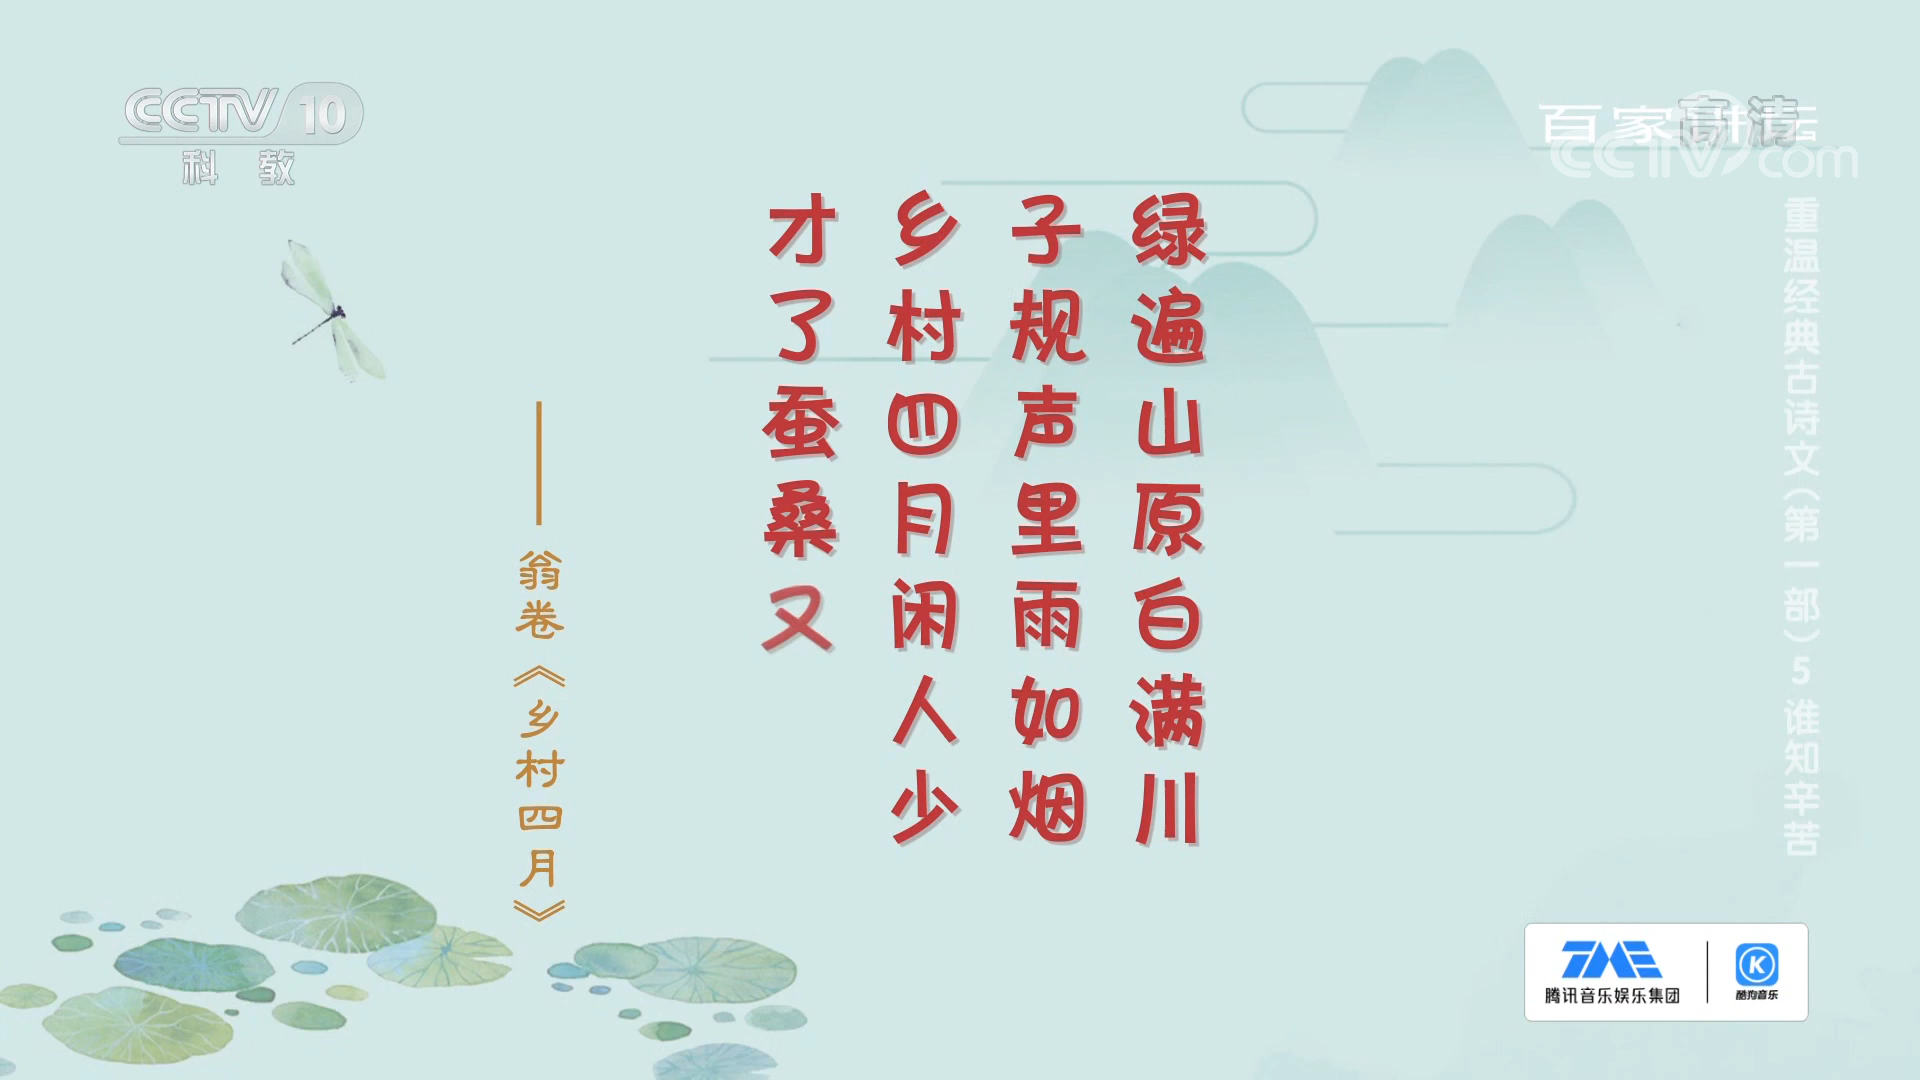 CCTV 10
科教
百家
高清
CCTV.com
绿遍山原白满川
子规声里雨如烟
乡村四月闲人少
才了蚕桑又
——翁卷《乡村四月》
重温经典古诗文(第一部)5 谁知辛苦
TME
腾讯音乐娱乐集团
K
酷狗音乐